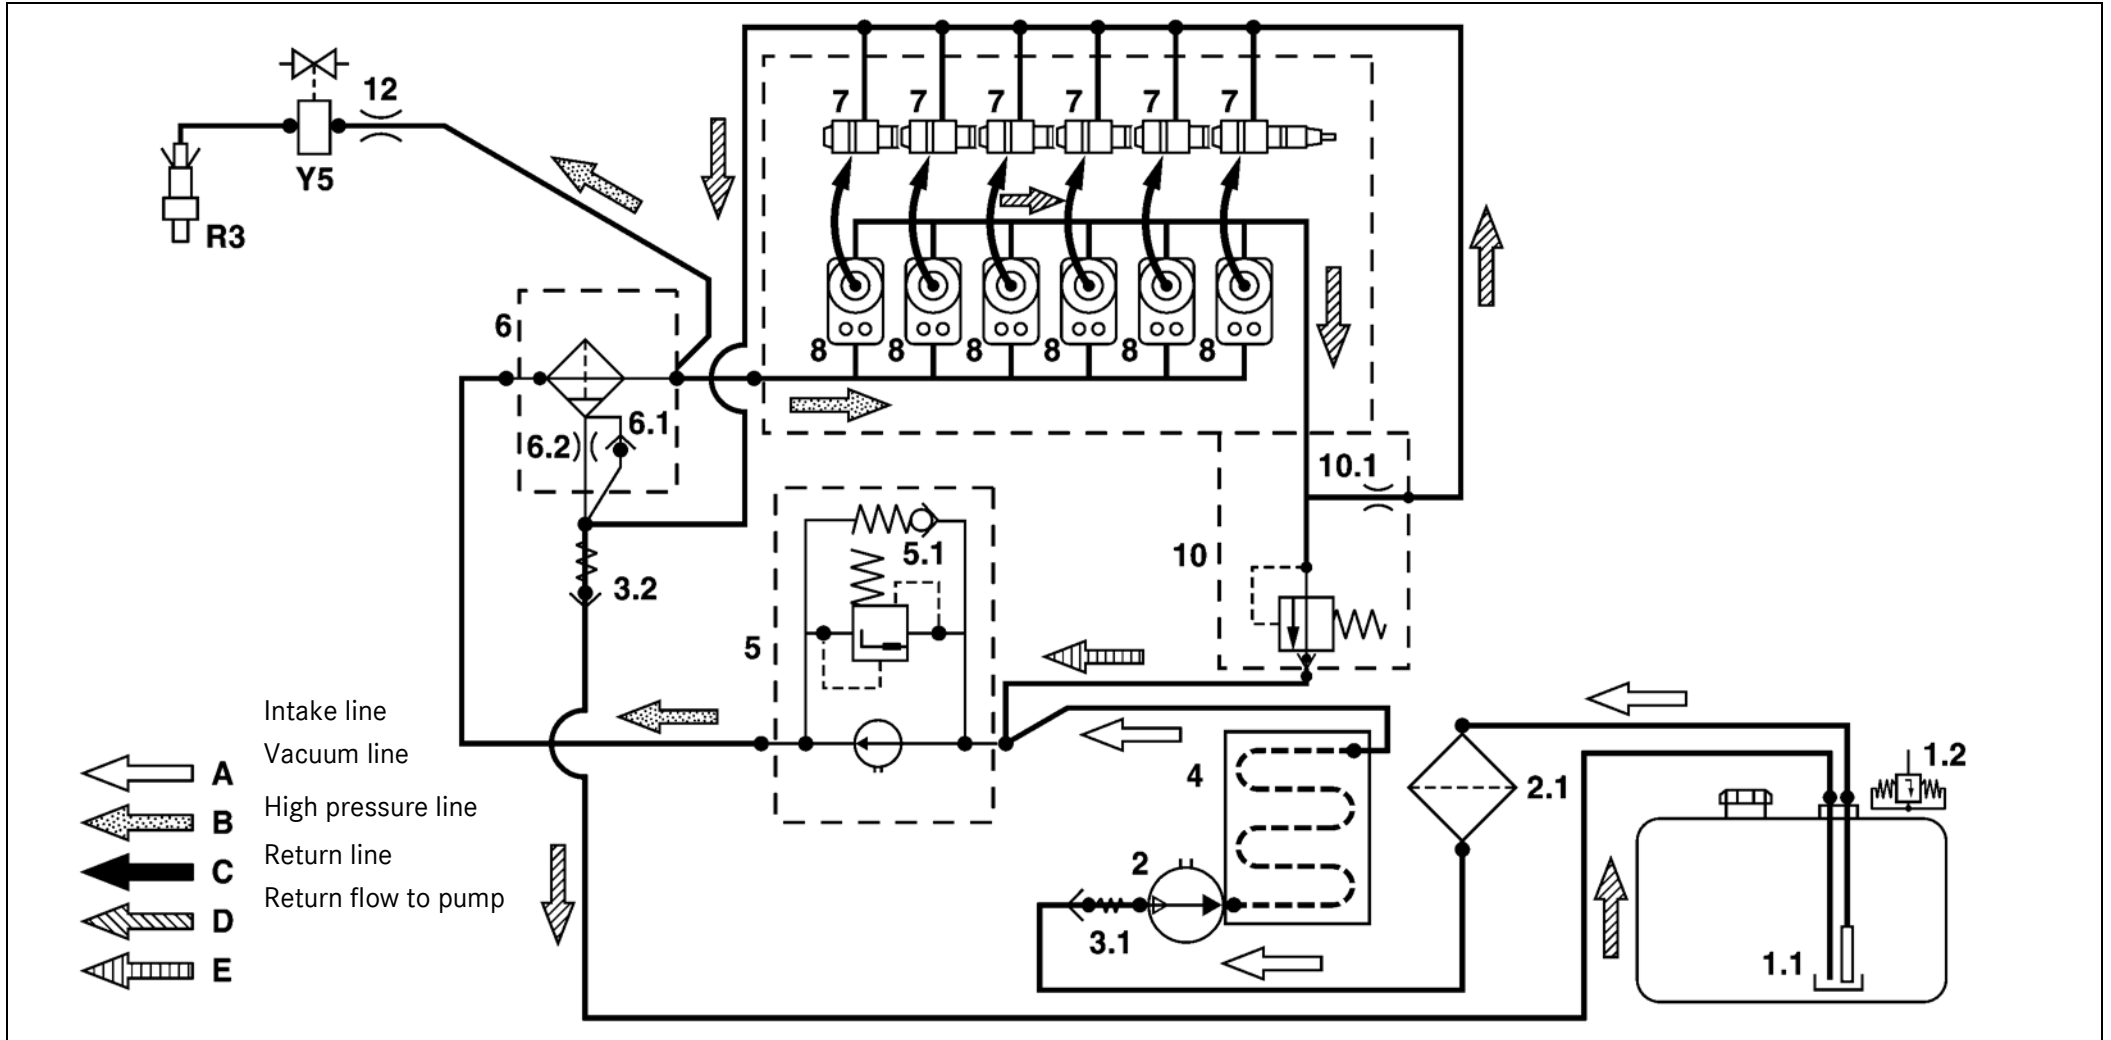 12
Y5
R3
7 7 7 7 7 7
8 8 8 8 8 8
6
6.1
6.2
10.1
10
5.1
3.2
5
4
2.1
1.2
2
3.1
1.1
Intake line
Vacuum line
A
High pressure line
B
Return line
C
Return flow to pump
D
E